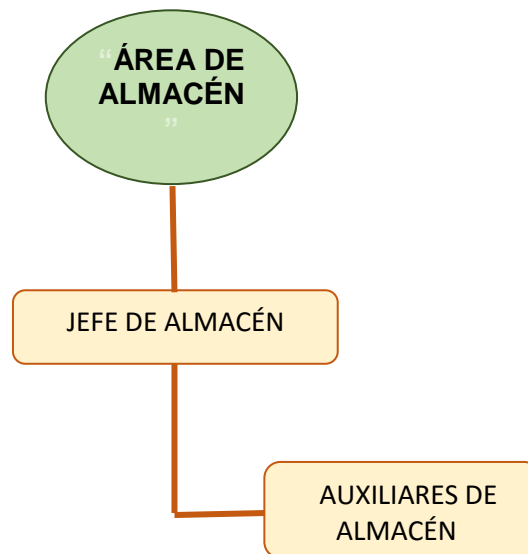 “ÁREA DE
ALMACÉN
”
JEFE DE ALMACÉN
AUXILIARES DE
ALMACÉN